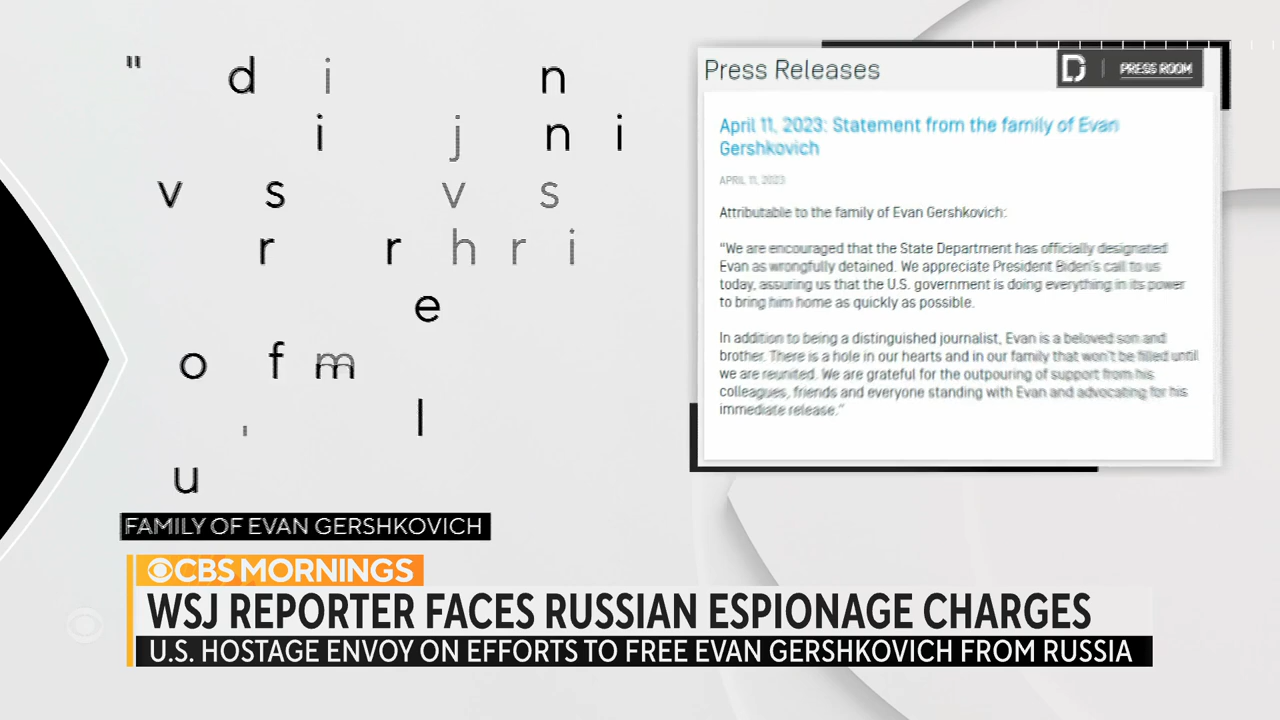 " d i n
i j n i
v s v s
r r h r i
e
o f m
, l
u
FAMILY OF EVAN GERSHKOVICH
Press Releases
D | PRESS ROOM
April 11, 2023: Statement from the family of Evan
Gershkovich
APRIL 11, 2023
Attributable to the family of Evan Gershkovich:
“We are encouraged that the State Department has officially designated
Evan as wrongfully detained. We appreciate President Biden's call to us
today, assuring us that the U.S. government is doing everything in its power
to bring him home as quickly as possible.
In addition to being a distinguished journalist, Evan is a beloved son and
brother. There is a hole in our hearts and in our family that won't be filled until
we are reunited. We are grateful for the outpouring of support from his
colleagues, friends and everyone standing with Evan and advocating for his
immediate release.”
CBS MORNINGS
WSJ REPORTER FACES RUSSIAN ESPIONAGE CHARGES
U.S. HOSTAGE ENVOY ON EFFORTS TO FREE EVAN GERSHKOVICH FROM RUSSIA